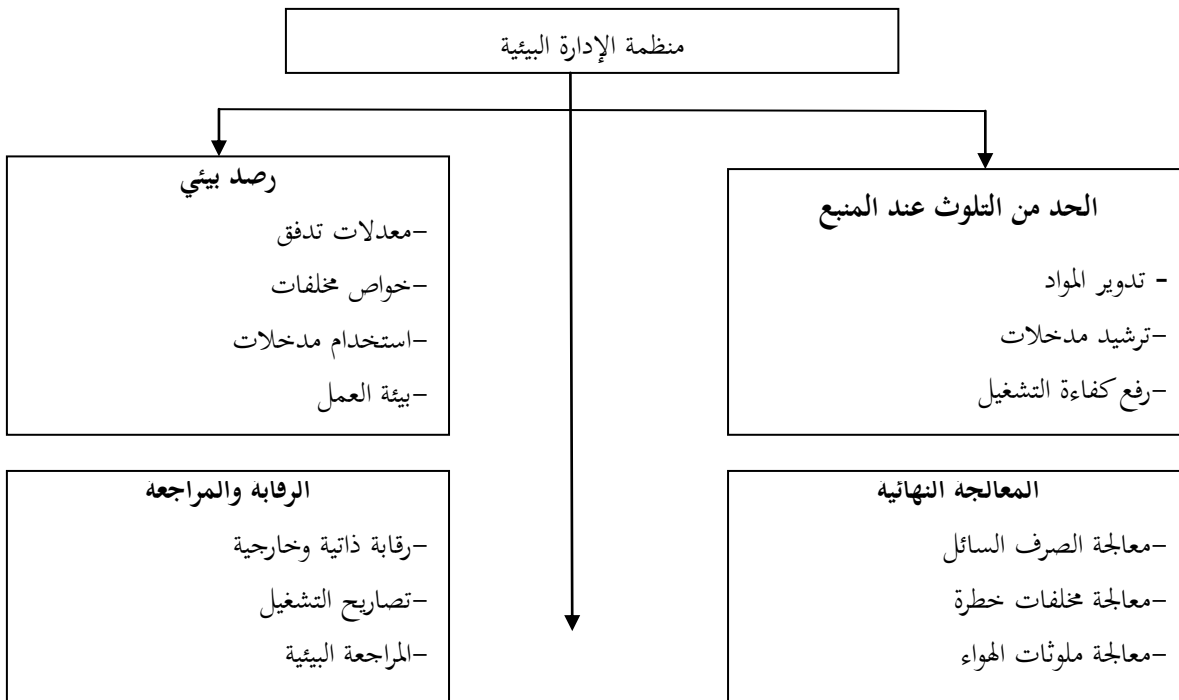 منظمة الإدارة البيئية
الحد من التلوث عند المنبع
- تدوير المواد
-ترشيد مدخلات
-رفع كفاءة التشغيل
رصد بيئي
-معدلات تدفق
-خواص مخلفات
-استخدام مدخلات
-بيئة العمل
المعالجة النهائية
-معالجة الصرف السائل
-معالجة مخلفات خطرة
-معالجة ملوثات الهواء
الرقابة والمراجعة
-رقابة ذاتية وخارجية
-تصاريح التشغيل
-المراجعة البيئية